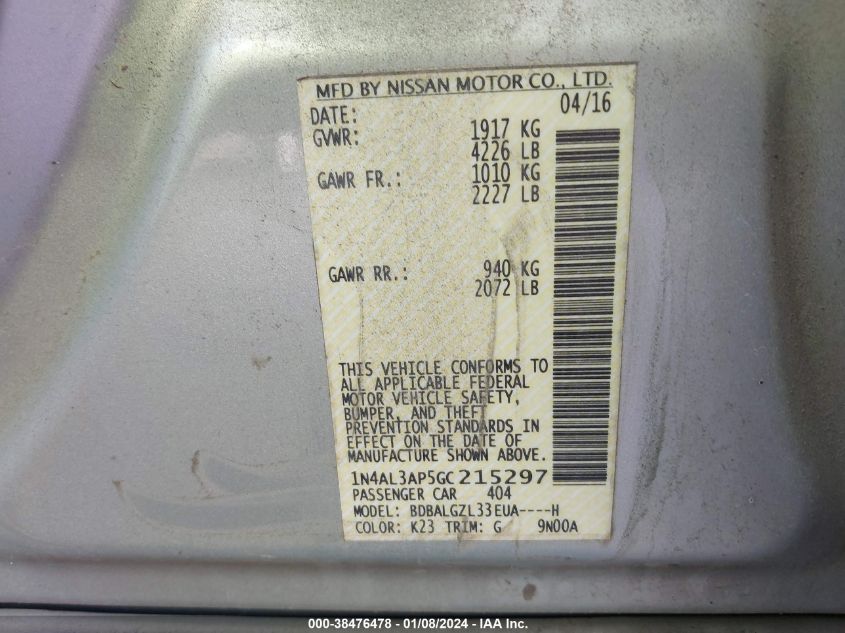 MFD BY NISSAN MOTOR CO., LTD.
DATE: 04/16
GVWR: 1917 KG
4226 LB
GAWR FR.: 1010 KG
2227 LB
GAWR RR.: 940 KG
2072 LB
THIS VEHICLE CONFORMS TO
ALL APPLICABLE FEDERAL
MOTOR VEHICLE SAFETY,
BUMPER, AND THEFT
PREVENTION STANDARDS IN
EFFECT ON THE DATE OF
MANUFACTURE SHOWN ABOVE.
1N4AL3AP5GC215297
PASSENGER CAR 404
MODEL: BDBALGZL33EUA----H
COLOR: K23 TRIM: G 9N00A
000-38476478 - 01/08/2024 - IAA Inc.